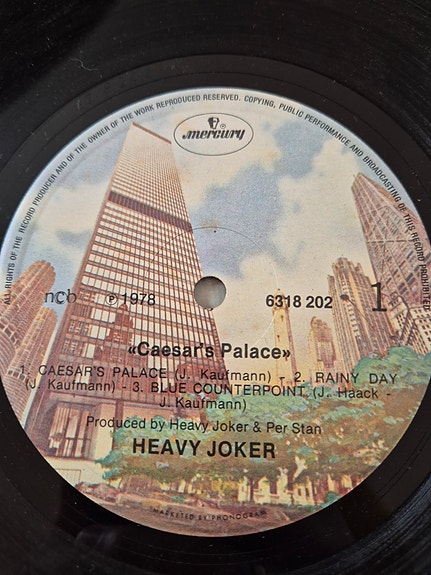 ALL RIGHTS OF THE RECORD PRODUCER AND OF THE OWNER OF THE WORK REPRODUCED RESERVED. COPYING, PUBLIC PERFORMANCE AND BROADCASTING OF THIS RECORD PROHIBITED
mercury
ncb ℗ 1978 6318 202 1
«Caesar's Palace»
1. CAESAR'S PALACE (J. Kaufmann) - 2. RAINY DAY
(J. Kaufmann) - 3. BLUE COUNTERPOINT (J. Haack -
J. Kaufmann)
Produced by Heavy Joker & Per Stan
HEAVY JOKER
MARKETED BY PHONOGRAM